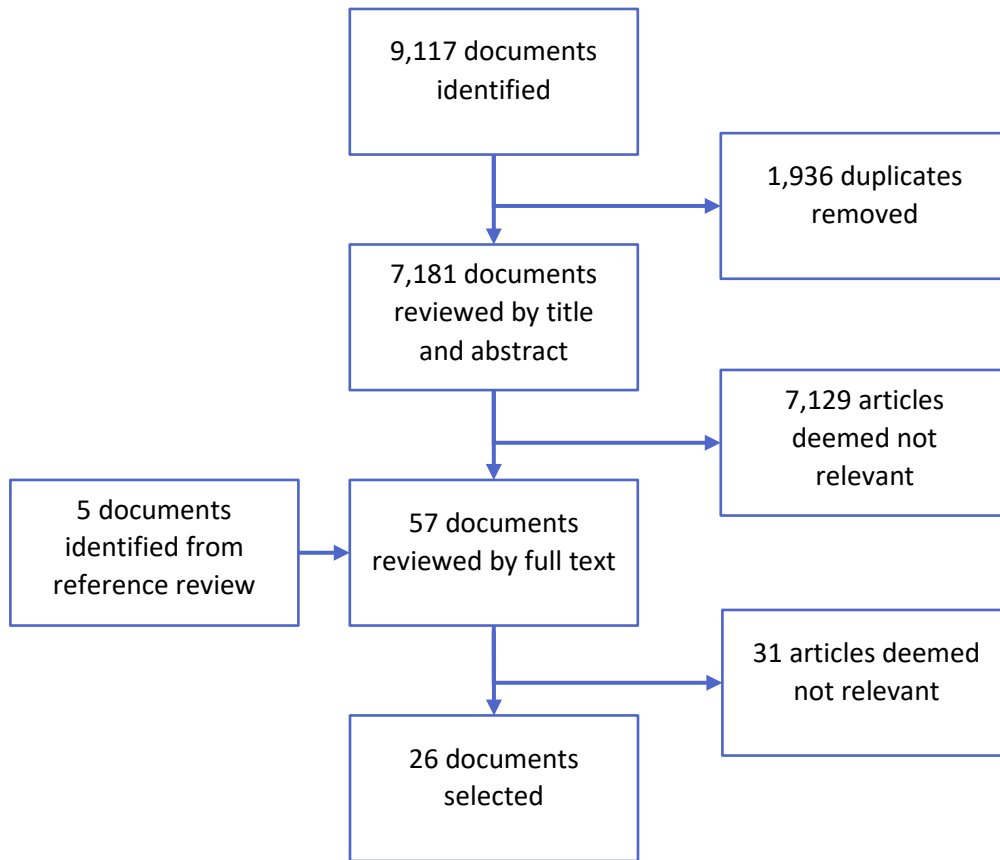 9,117 documents
identified
1,936 duplicates
removed
7,181 documents
reviewed by title
and abstract
7,129 articles
deemed not
relevant
5 documents
identified from
reference review
57 documents
reviewed by full text
31 articles deemed
not relevant
26 documents
selected